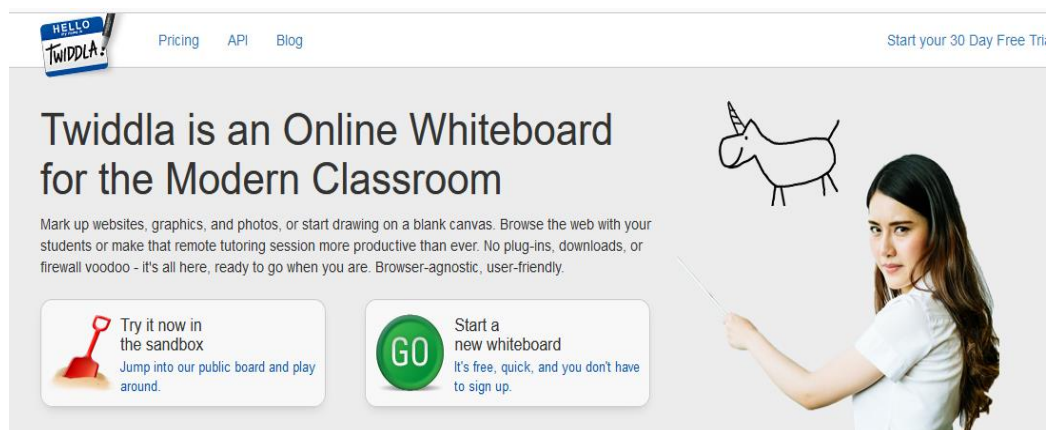 HELLO
my name is
TWIDDLA!
Pricing API Blog
Start your 30 Day Free Tria
Twiddla is an Online Whiteboard
for the Modern Classroom
Mark up websites, graphics, and photos, or start drawing on a blank canvas. Browse the web with your
students or make that remote tutoring session more productive than ever. No plug-ins, downloads, or
firewall voodoo - it's all here, ready to go when you are. Browser-agnostic, user-friendly.
Try it now in
the sandbox
Jump into our public board and play
around.
GO
Start a
new whiteboard
It's free, quick, and you don't have
to sign up.